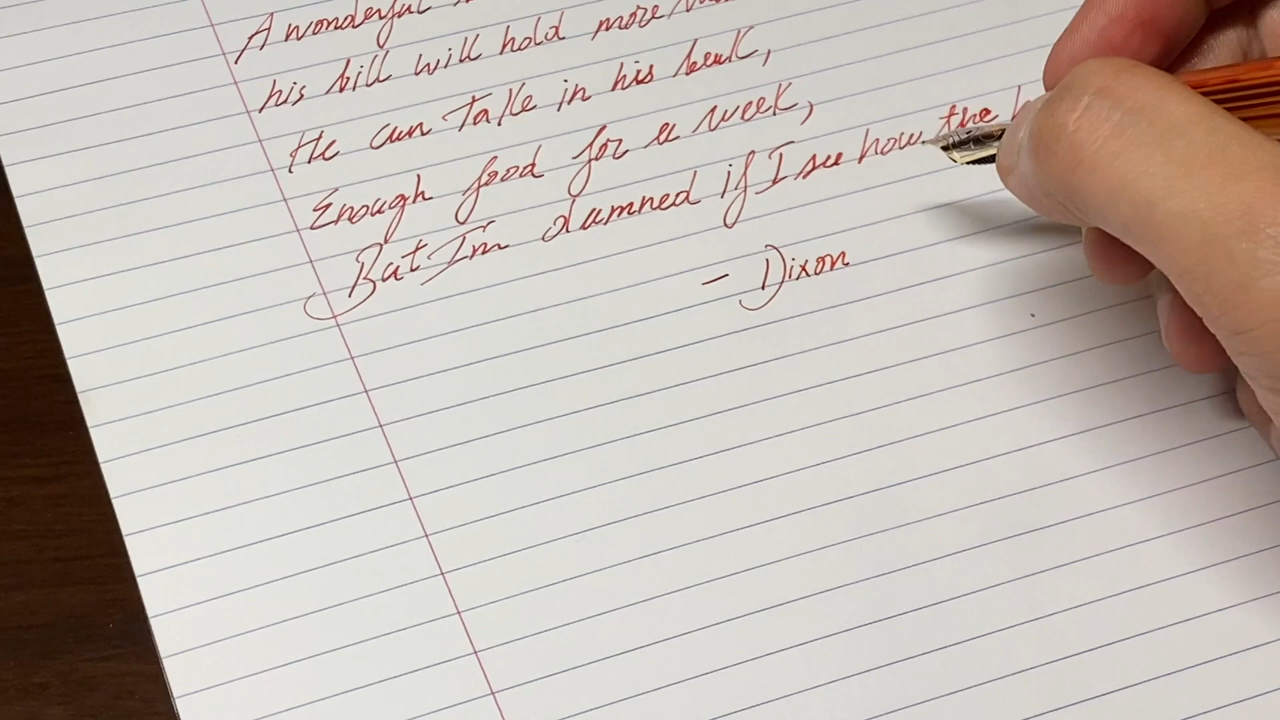 A wonderful
his bill will hold more
He can take in his beak,
Enough food for a week,
But I'm damned if I see how the
- Dixon